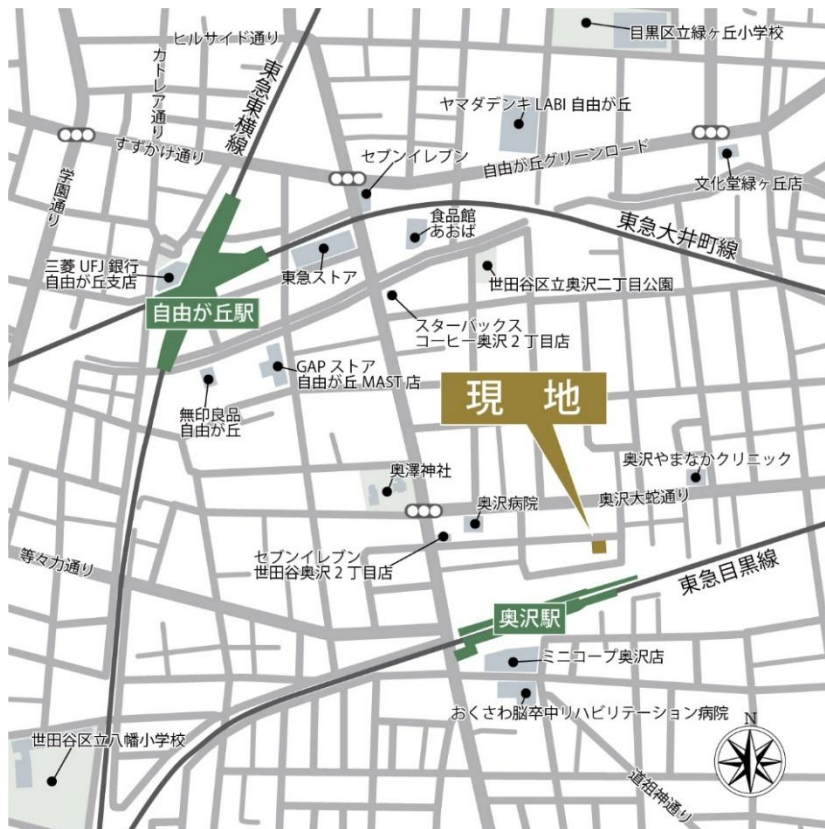 目黒区立緑ヶ丘小学校
ヒルサイド通り
カトレア通り
東急東横線
ヤマダデンキ LABI 自由が丘
すずかけ通り
セブンイレブン
自由が丘グリーンロード
学園通り
文化堂緑ヶ丘店
食品館
あおば
東急大井町線
三菱 UFJ 銀行
自由が丘支店
東急ストア
世田谷区立奥沢二丁目公園
自由が丘駅
スターバックス
コーヒー奥沢 2 丁目店
GAP ストア
自由が丘 MAST 店
無印良品
自由が丘
現 地
奥沢やまなかクリニック
奥澤神社
奥沢大蛇通り
奥沢病院
セブンイレブン
世田谷奥沢 2 丁目店
等々力通り
東急目黒線
奥沢駅
ミニコープ奥沢店
おくさわ脳卒中リハビリテーション病院
世田谷区立八幡小学校
N
道祖神通り